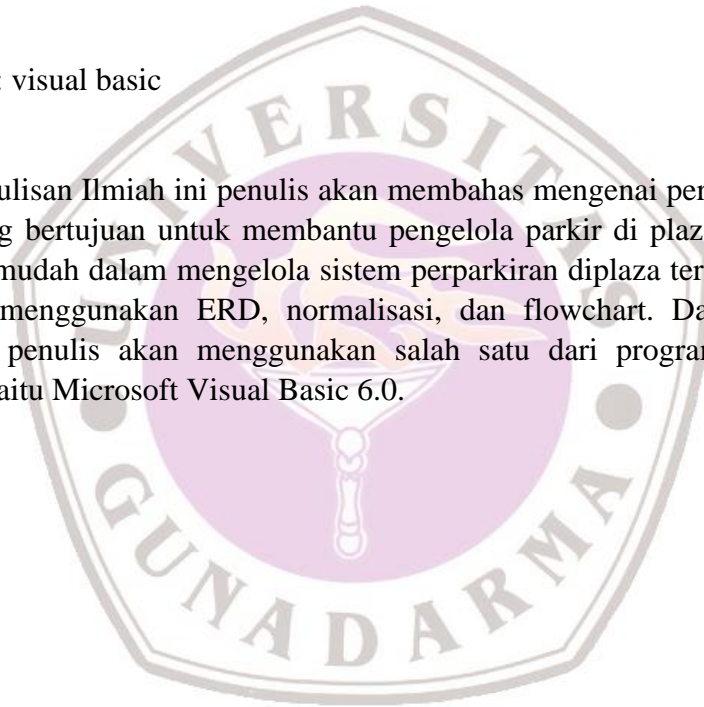 : visual basic
ulisan Ilmiah ini penulis akan membahas mengenai per
g bertujuan untuk membantu pengelola parkir di plaz
mudah dalam mengelola sistem perparkiran diplaza ter
menggunakan ERD, normalisasi, dan flowchart. Da
penulis akan menggunakan salah satu dari progra
aitu Microsoft Visual Basic 6.0.
UNIVERSITAS
GUNADARMA